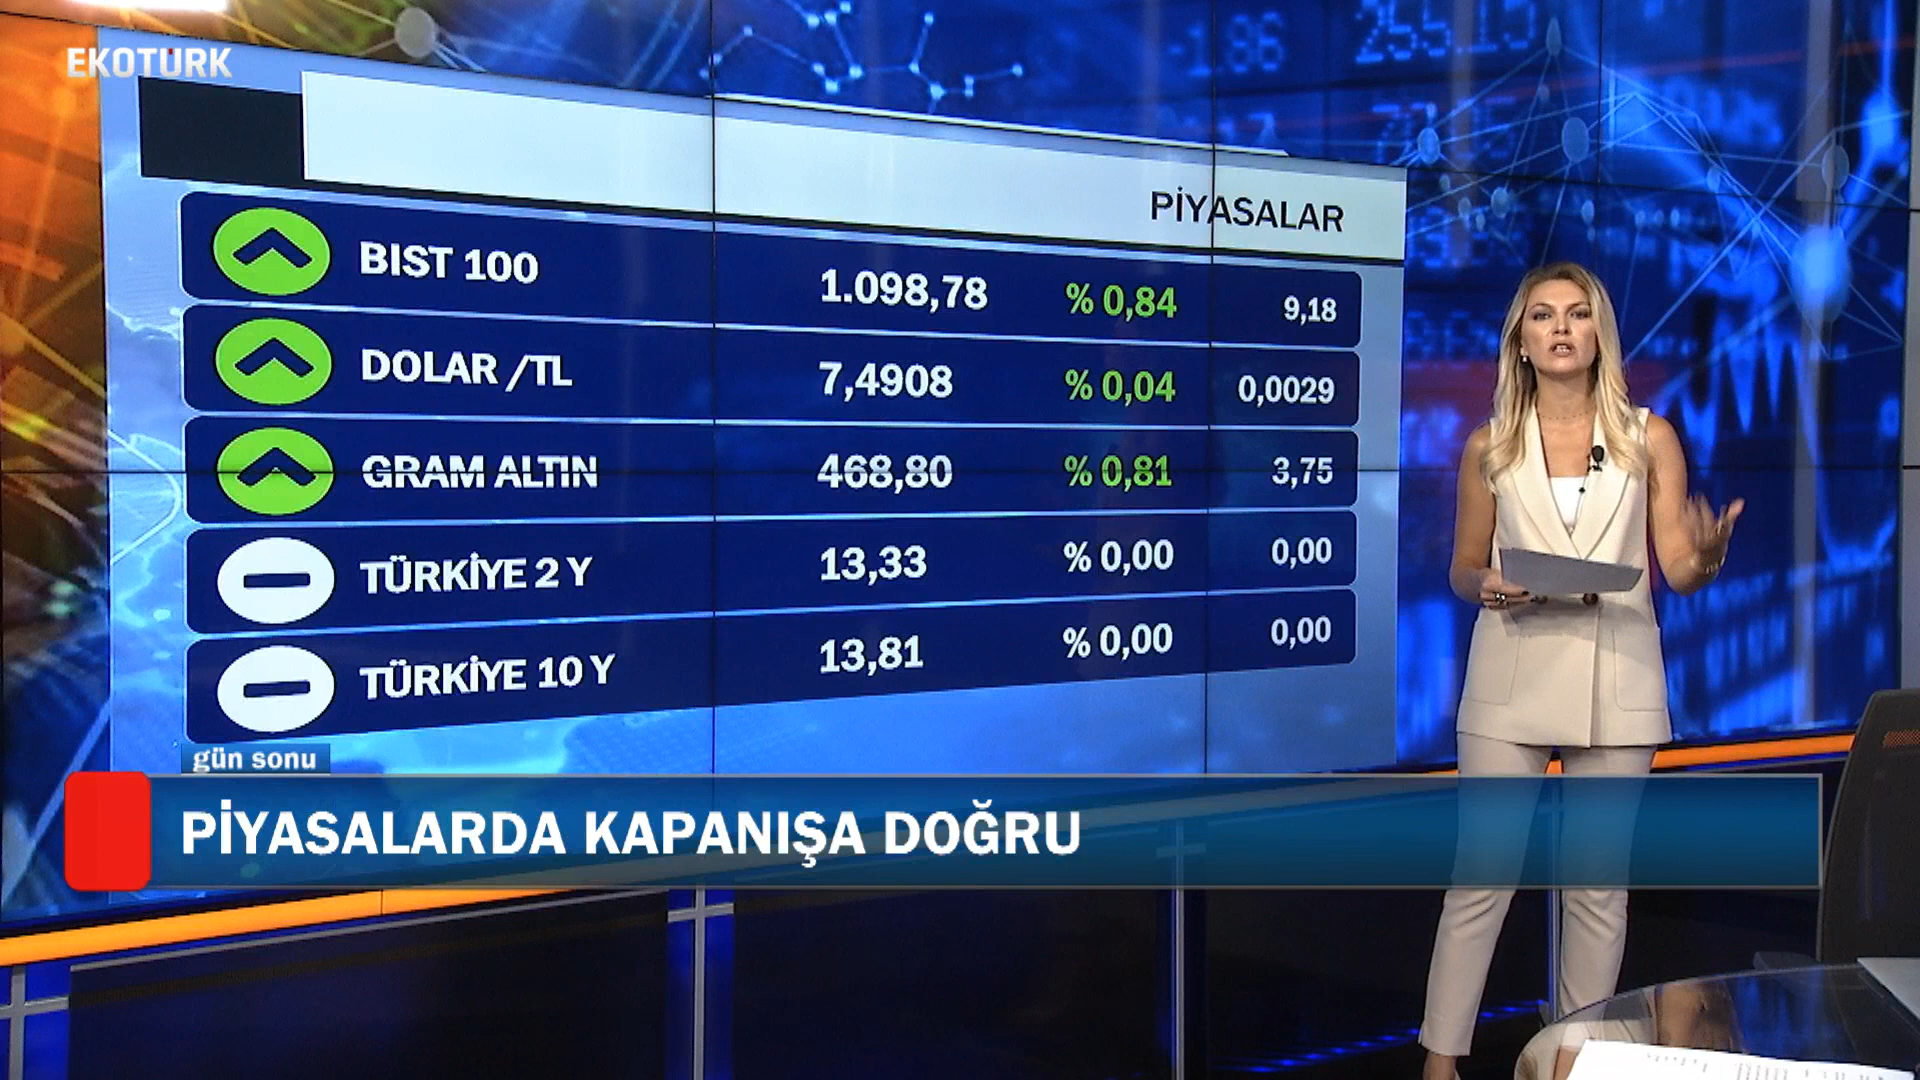 EKOTÜRK
PİYASALAR
BIST 100 1.098,78 % 0,84 9,18
DOLAR /TL 7,4908 % 0,04 0,0029
GRAM ALTIN 468,80 % 0,81 3,75
TÜRKİYE 2 Y 13,33 % 0,00 0,00
TÜRKİYE 10 Y 13,81 % 0,00 0,00
gün sonu
PİYASALARDA KAPANIŞA DOĞRU